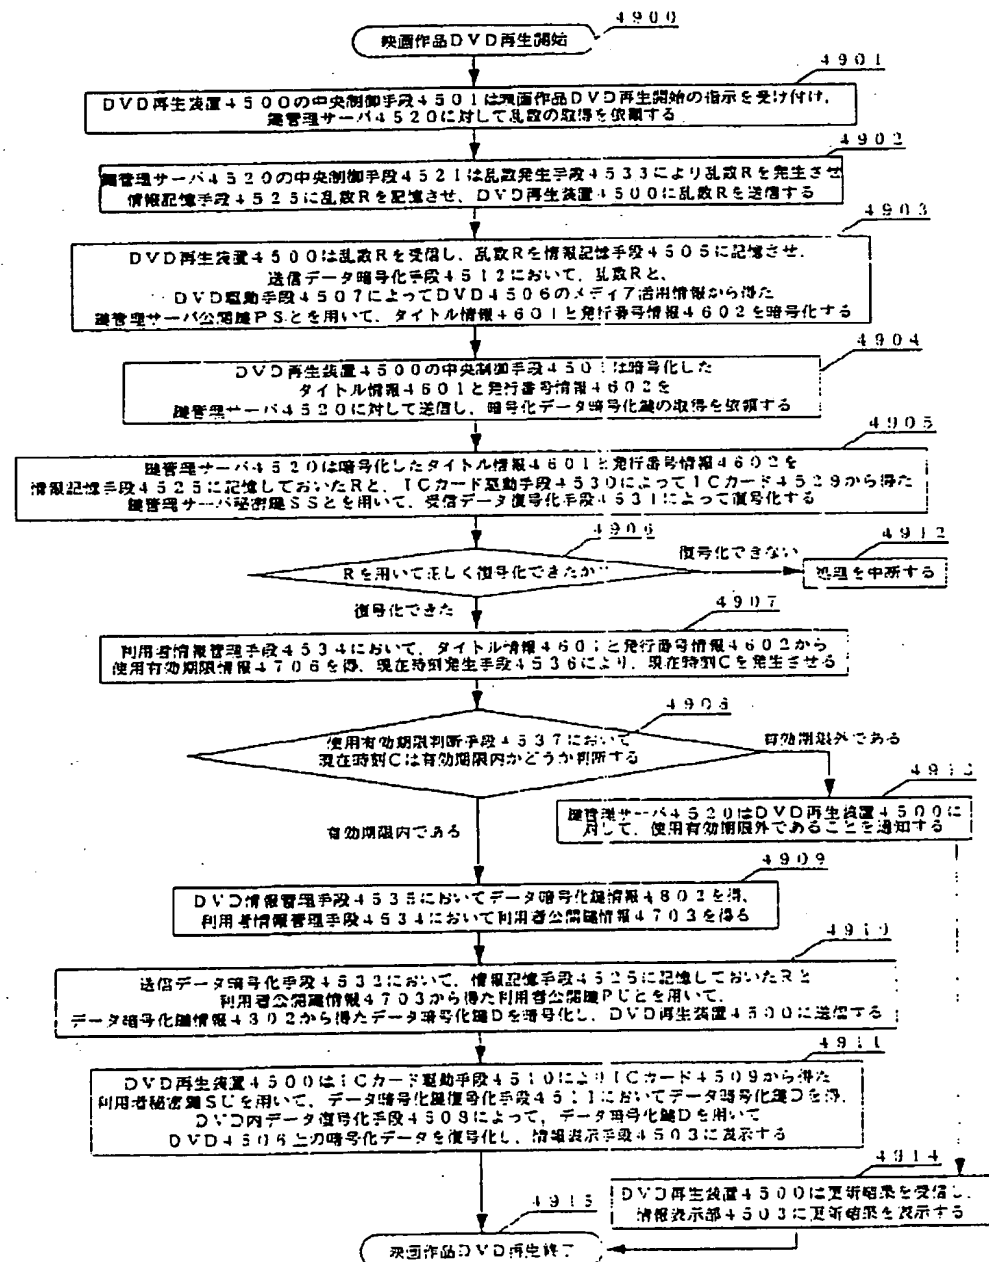 4900
映画作品DVD再生開始
4901
DVD再生装置4500の中央制御手段4501は映画作品DVD再生開始の指示を受け付け、
鍵管理サーバ4520に対して乱数の取得を依頼する
4902
鍵管理サーバ4520の中央制御手段4521は乱数発生手段4533により乱数Rを発生させ
情報記憶手段4525に乱数Rを記憶させ、DVD再生装置4500に乱数Rを送信する
4903
DVD再生装置4500は乱数Rを受信し、乱数Rを情報記憶手段4505に記憶させ、
送信データ暗号化手段4512において、乱数Rと、
DVD駆動手段4507によってDVD4506のメディア活用情報から得た
鍵管理サーバ公開鍵PSとを用いて、タイトル情報4601と発行番号情報4602を暗号化する
4904
DVD再生装置4500の中央制御手段4501は暗号化した
タイトル情報4601と発行番号情報4602を
鍵管理サーバ4520に対して送信し、暗号化データ暗号化鍵の取得を依頼する
4905
鍵管理サーバ4520は暗号化したタイトル情報4601と発行番号情報4602を
情報記憶手段4525に記憶しておいたRと、ICカード駆動手段4530によってICカード4529から得た
鍵管理サーバ秘密鍵SSとを用いて、受信データ復号化手段4531によって復号化する
4906
Rを用いて正しく復号化できたか
復号化できない
4912
処理を中断する
復号化できた
4907
利用者情報管理手段4534において、タイトル情報4601と発行番号情報4602から
使用有効期限情報4706を得、現在時刻発生手段4536により、現在時刻Cを発生させる
4908
使用有効期限判断手段4537において
現在時刻Cは有効期限内かどうか判断する
有効期限外である
4913
鍵管理サーバ4520はDVD再生装置4500に
対して、使用有効期限外であることを通知する
有効期限内である
4909
DVD情報管理手段4535においてデータ暗号化鍵情報4802を得、
利用者情報管理手段4534において利用者公開鍵情報4703を得る
4910
送信データ暗号化手段4532において、情報記憶手段4525に記憶しておいたRと
利用者公開鍵情報4703から得た利用者公開鍵PUとを用いて、
データ暗号化鍵情報4802から得たデータ暗号化鍵Dを暗号化し、DVD再生装置4500に送信する
4911
DVD再生装置4500はICカード駆動手段4510によりICカード4509から得た
利用者秘密鍵SUを用いて、データ暗号化鍵復号化手段4511においてデータ暗号化鍵Dを得、
DVD内データ復号化手段4508によって、データ暗号化鍵Dを用いて
DVD4506上の暗号化データを復号化し、情報表示手段4503に表示する
4914
DVD再生装置4500は更新結果を受信し、
情報表示部4503に更新結果を表示する
4915
映画作品DVD再生終了